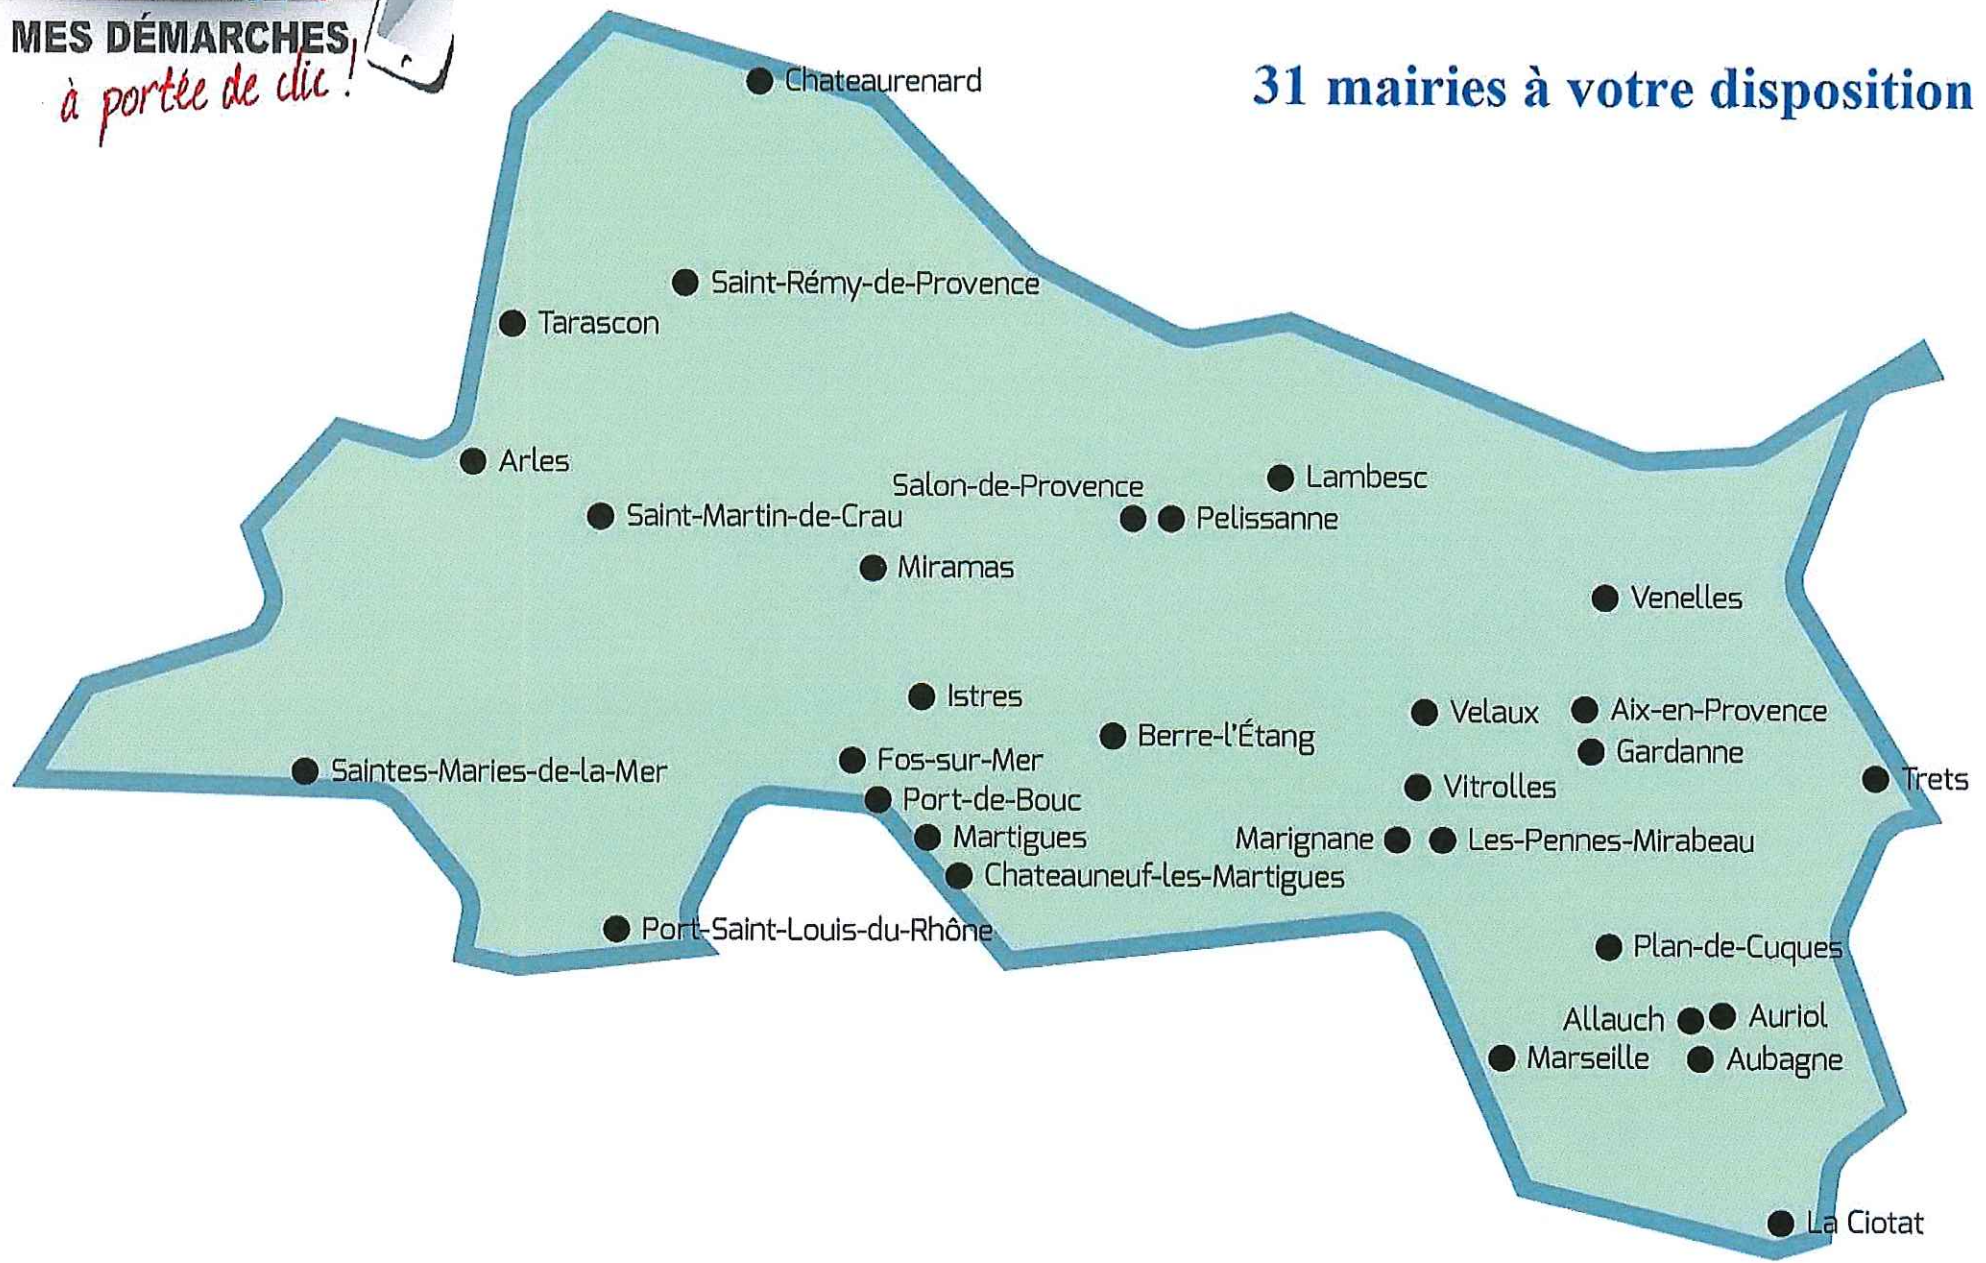 MES DÉMARCHES
à portée de clic !
31 mairies à votre disposition
Chateaurenard
Saint-Rémy-de-Provence
Tarascon
Arles
Salon-de-Provence
Lambesc
Saint-Martin-de-Crau
Pelissanne
Miramas
Venelles
Istres
Velaux
Aix-en-Provence
Berre-l'Étang
Gardanne
Fos-sur-Mer
Saintes-Maries-de-la-Mer
Trets
Vitrolles
Port-de-Bouc
Martigues
Marignane
Les-Pennes-Mirabeau
Chateauneuf-les-Martigues
Port-Saint-Louis-du-Rhône
Plan-de-Cuques
Allauch
Auriol
Marseille
Aubagne
La Ciotat